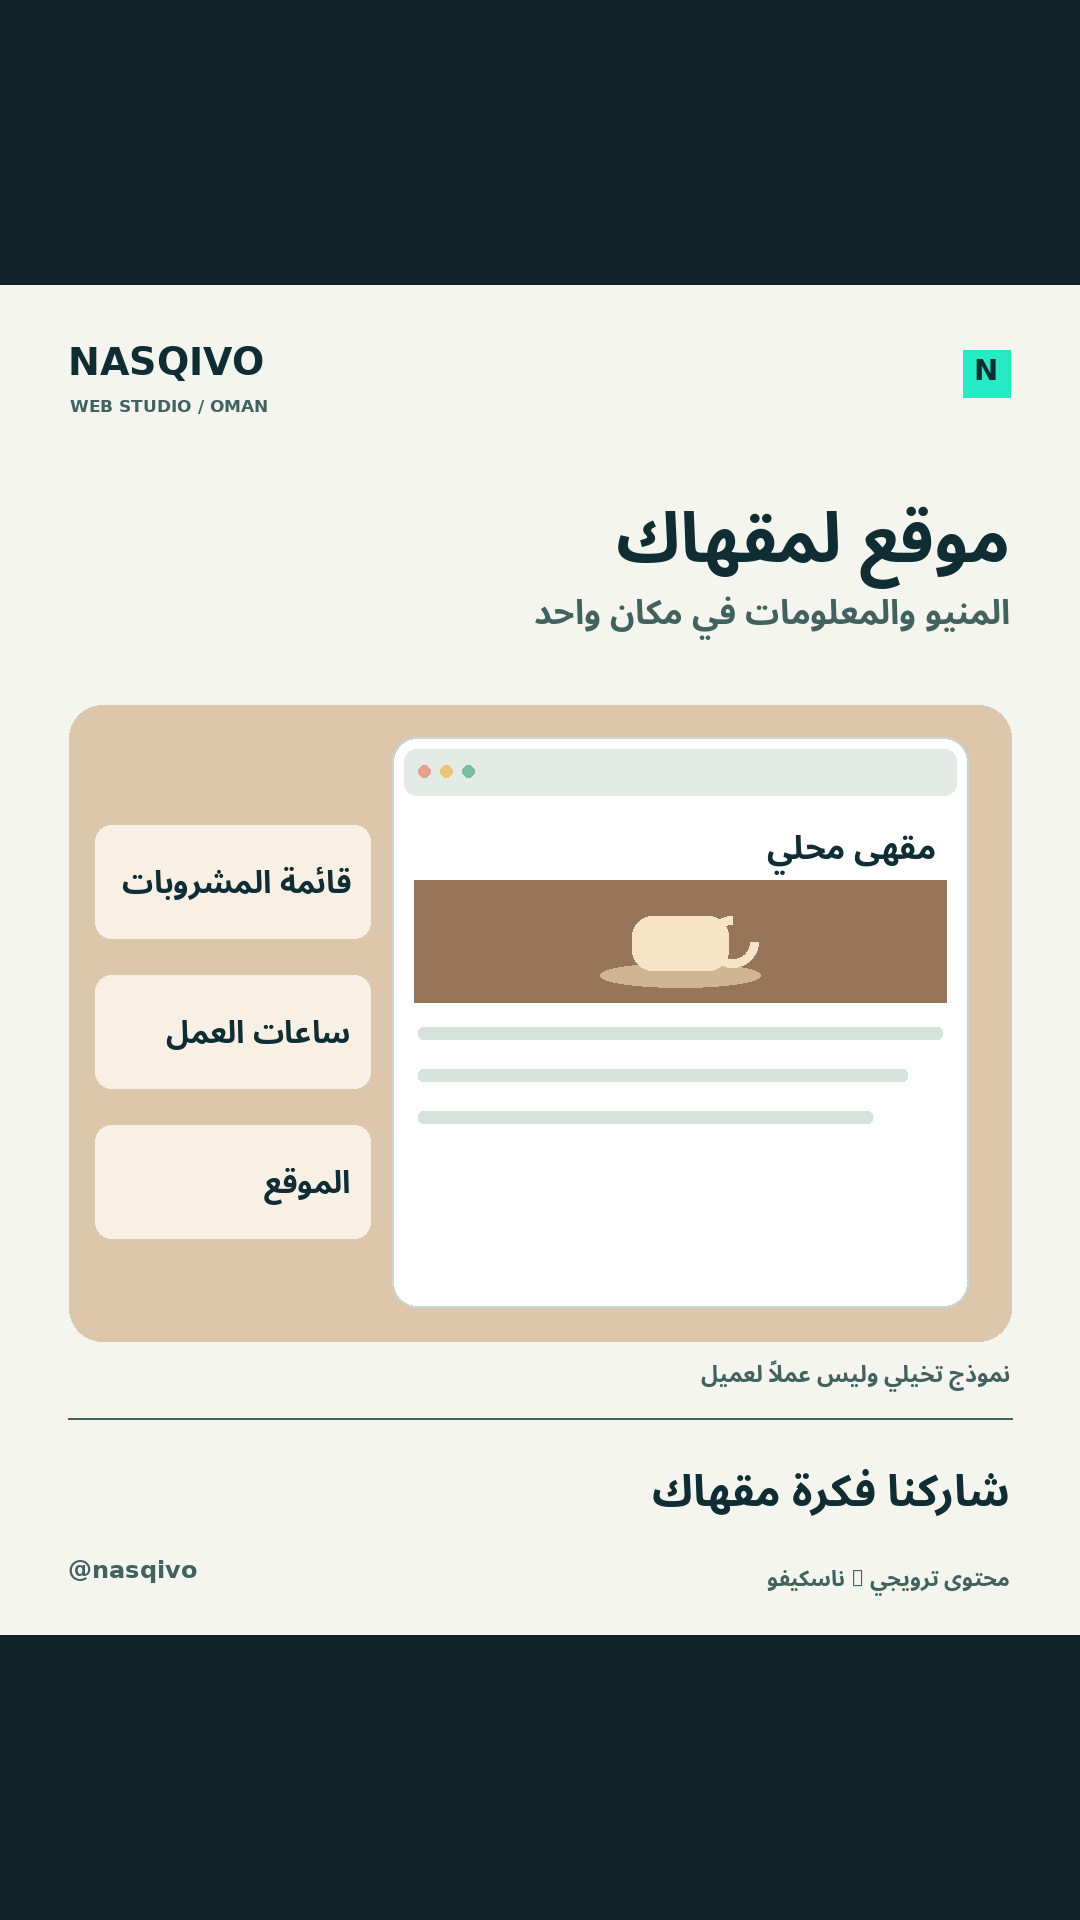 NASQIVO
N
WEB STUDIO / OMAN
موقع لمقهاك
المنيو والمعلومات في مكان واحد
مقهى محلي
قائمة المشروبات
ساعات العمل
الموقع
نموذج تخيلي وليس عملاً لعميل
شاركنا فكرة مقهاك
@nasqivo
محتوى ترويجي ▯ ناسكيفو